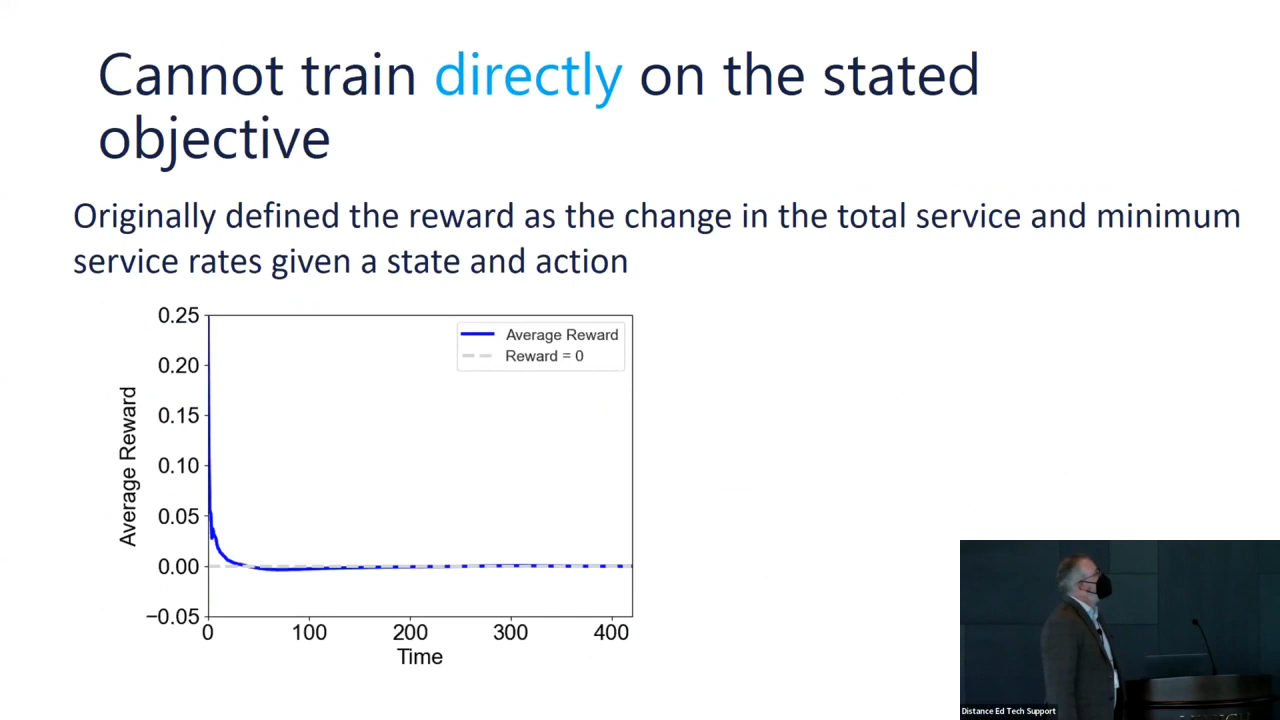 Cannot train directly on the stated
objective
Originally defined the reward as the change in the total service and minimum
service rates given a state and action
0.25
0.20
0.15
0.10
0.05
0.00
−0.05
Average Reward
Average Reward
Reward = 0
0
100
200
300
400
Time
Distance Ed Tech Support